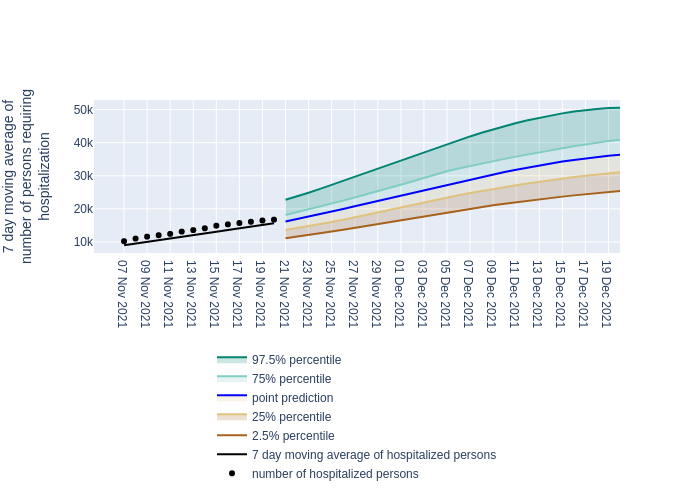 7 day moving average of
number of persons requiring
hospitalization
50k
40k
30k
20k
10k
07 Nov 2021
09 Nov 2021
11 Nov 2021
13 Nov 2021
15 Nov 2021
17 Nov 2021
19 Nov 2021
21 Nov 2021
23 Nov 2021
25 Nov 2021
27 Nov 2021
29 Nov 2021
01 Dec 2021
03 Dec 2021
05 Dec 2021
07 Dec 2021
09 Dec 2021
11 Dec 2021
13 Dec 2021
15 Dec 2021
17 Dec 2021
19 Dec 2021
97.5% percentile
75% percentile
point prediction
25% percentile
2.5% percentile
7 day moving average of hospitalized persons
number of hospitalized persons